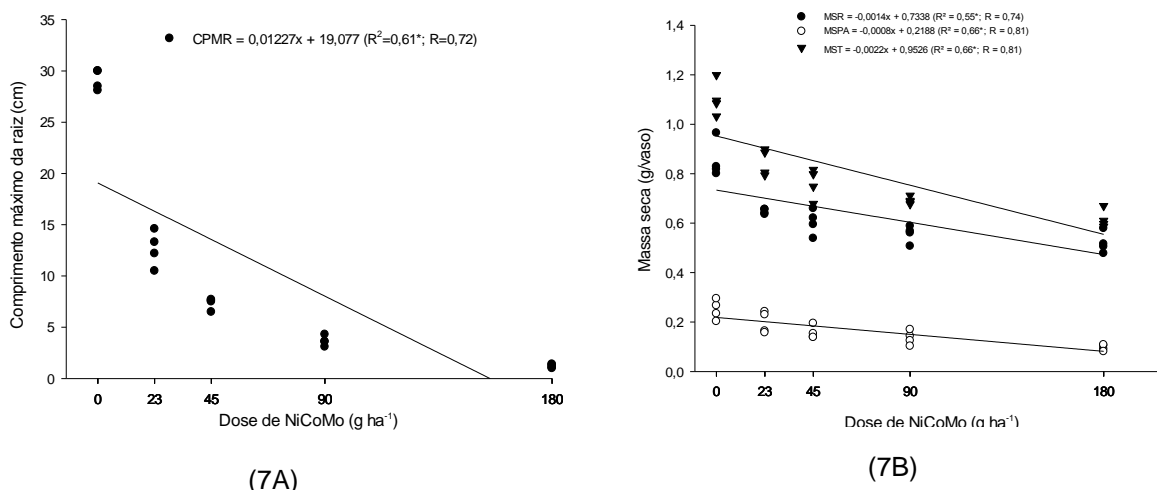 CPMR = 0,01227x + 19,077 (R²=0,61*; R=0,72)
Comprimento máximo da raiz (cm)
35
30
25
20
15
10
5
0
0 23 45 90 180
Dose de NiCoMo (g ha⁻¹)
(7A)
MSR = -0,0014x + 0,7338 (R² = 0,55*; R = 0,74)
MSPA = -0,0008x + 0,2188 (R² = 0,66*; R = 0,81)
MST = -0,0022x + 0,9526 (R² = 0,66*; R = 0,81)
Massa seca (g/vaso)
1,4
1,2
1,0
0,8
0,6
0,4
0,2
0,0
0 23 45 90 180
Dose de NiCoMo (g ha⁻¹)
(7B)